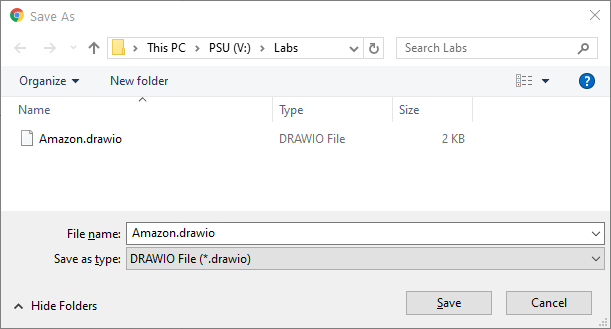 Save As
This PC > PSU (V:) > Labs
Search Labs
Organize New folder
Name Type Size
Amazon.drawio DRAWIO File 2 KB
File name: Amazon.drawio
Save as type: DRAWIO File (*.drawio)
Hide Folders Save Cancel